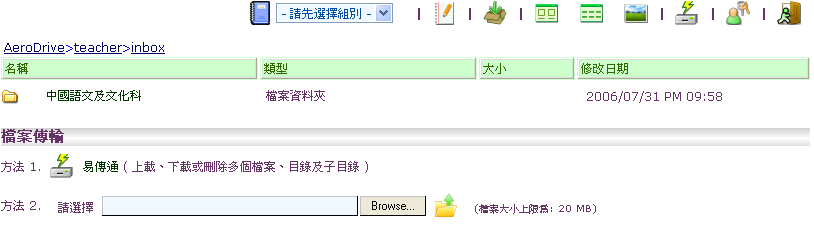 - 請先選擇組別 -
AeroDrive>teacher>inbox
名稱 類型 大小 修改日期
中國語文及文化科 檔案資料夾 2006/07/31 PM 09:58
檔案傳輸
方法 1. 易傳通 ( 上載、下載或刪除多個檔案、目錄及子目錄 )
方法 2. 請選擇 Browse... (檔案大小上限為: 20 MB)